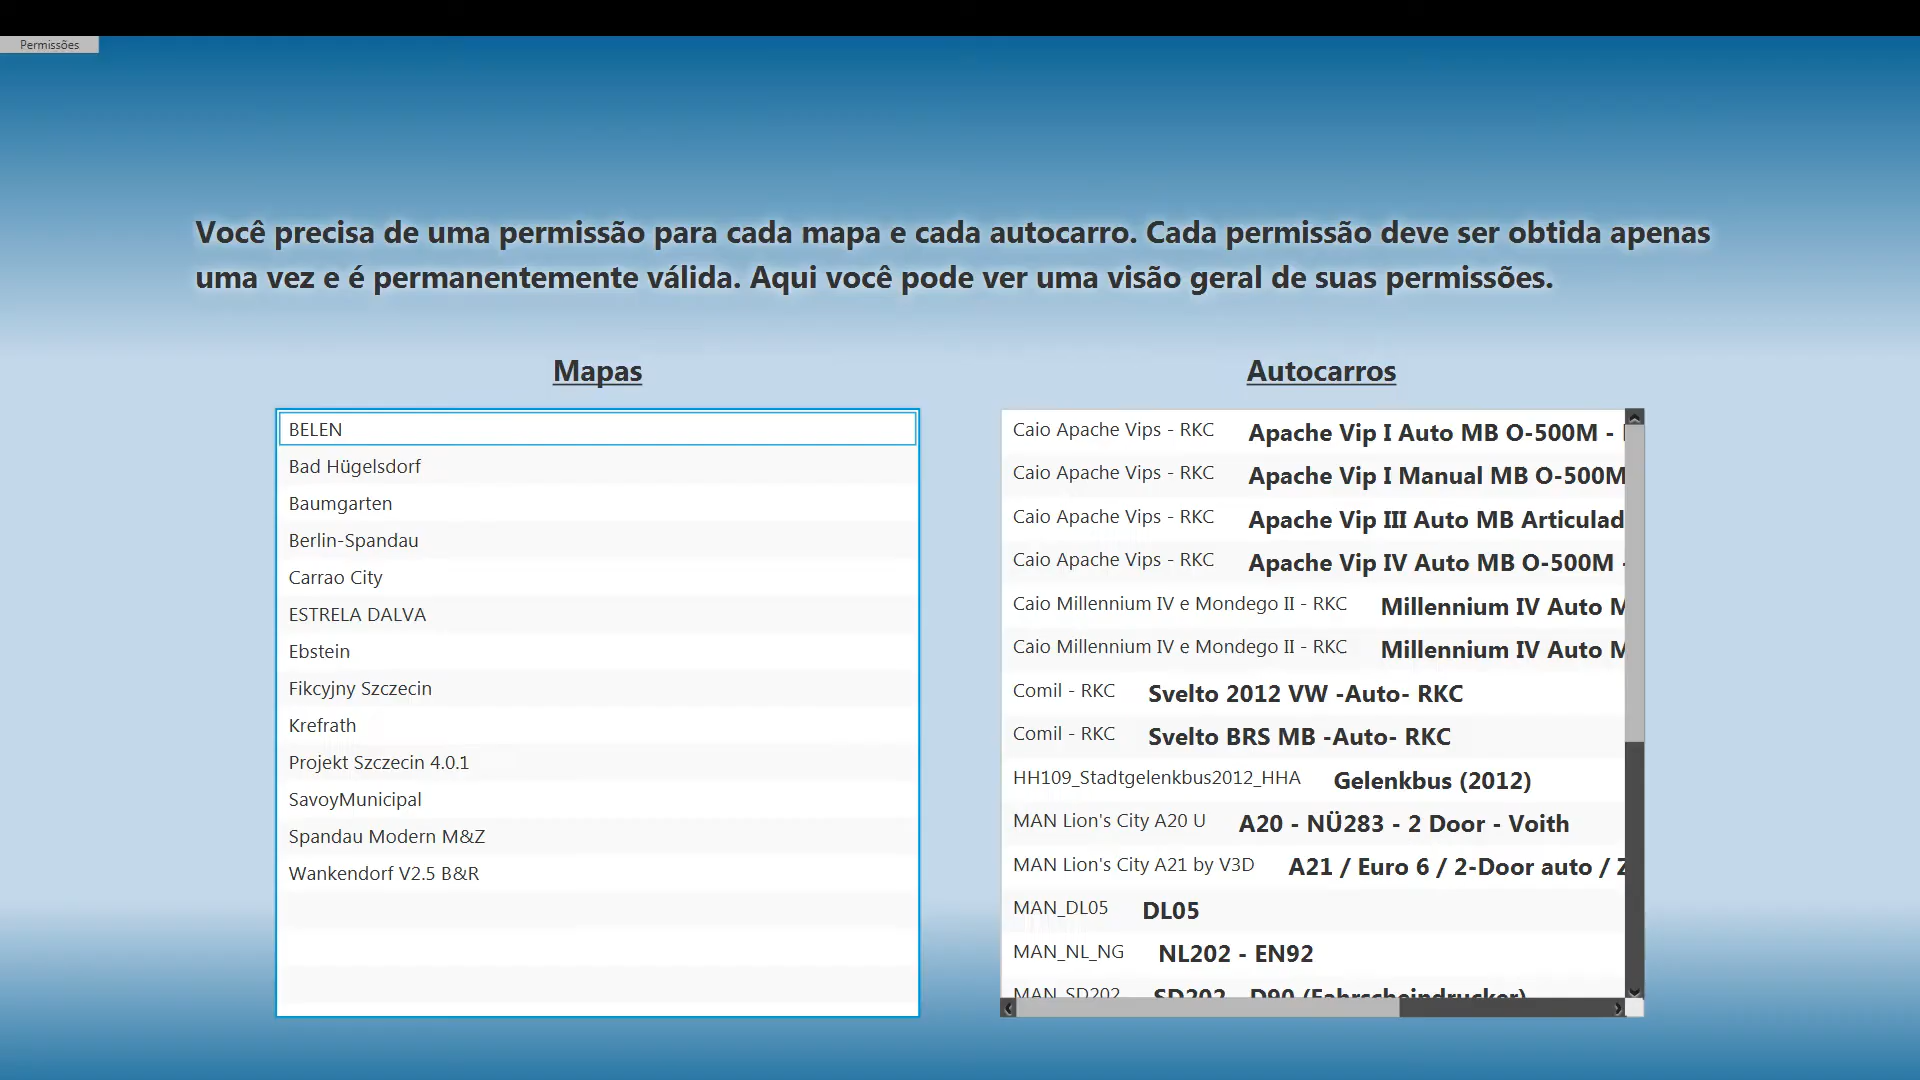 Permissões
Você precisa de uma permissão para cada mapa e cada autocarro. Cada permissão deve ser obtida apenas
uma vez e é permanentemente válida. Aqui você pode ver uma visão geral de suas permissões.
Mapas
BELEN
Bad Hügelsdorf
Baumgarten
Berlin-Spandau
Carrao City
ESTRELA DALVA
Ebstein
Fikcyjny Szczecin
Krefrath
Projekt Szczecin 4.0.1
SavoyMunicipal
Spandau Modern M&Z
Wankendorf V2.5 B&R
Autocarros
Caio Apache Vips - RKC Apache Vip I Auto MB O-500M -
Caio Apache Vips - RKC Apache Vip I Manual MB O-500M
Caio Apache Vips - RKC Apache Vip III Auto MB Articulad
Caio Apache Vips - RKC Apache Vip IV Auto MB O-500M -
Caio Millennium IV e Mondego II - RKC Millennium IV Auto M
Caio Millennium IV e Mondego II - RKC Millennium IV Auto M
Comil - RKC Svelto 2012 VW -Auto- RKC
Comil - RKC Svelto BRS MB -Auto- RKC
HH109_Stadtgelenkbus2012_HHA Gelenkbus (2012)
MAN Lion's City A20 U A20 - NÜ283 - 2 Door - Voith
MAN Lion's City A21 by V3D A21 / Euro 6 / 2-Door auto / Z
MAN_DL05 DL05
MAN_NL_NG NL202 - EN92
MAN_SD202 SD202 - D90 (Fahrscheindrucker)